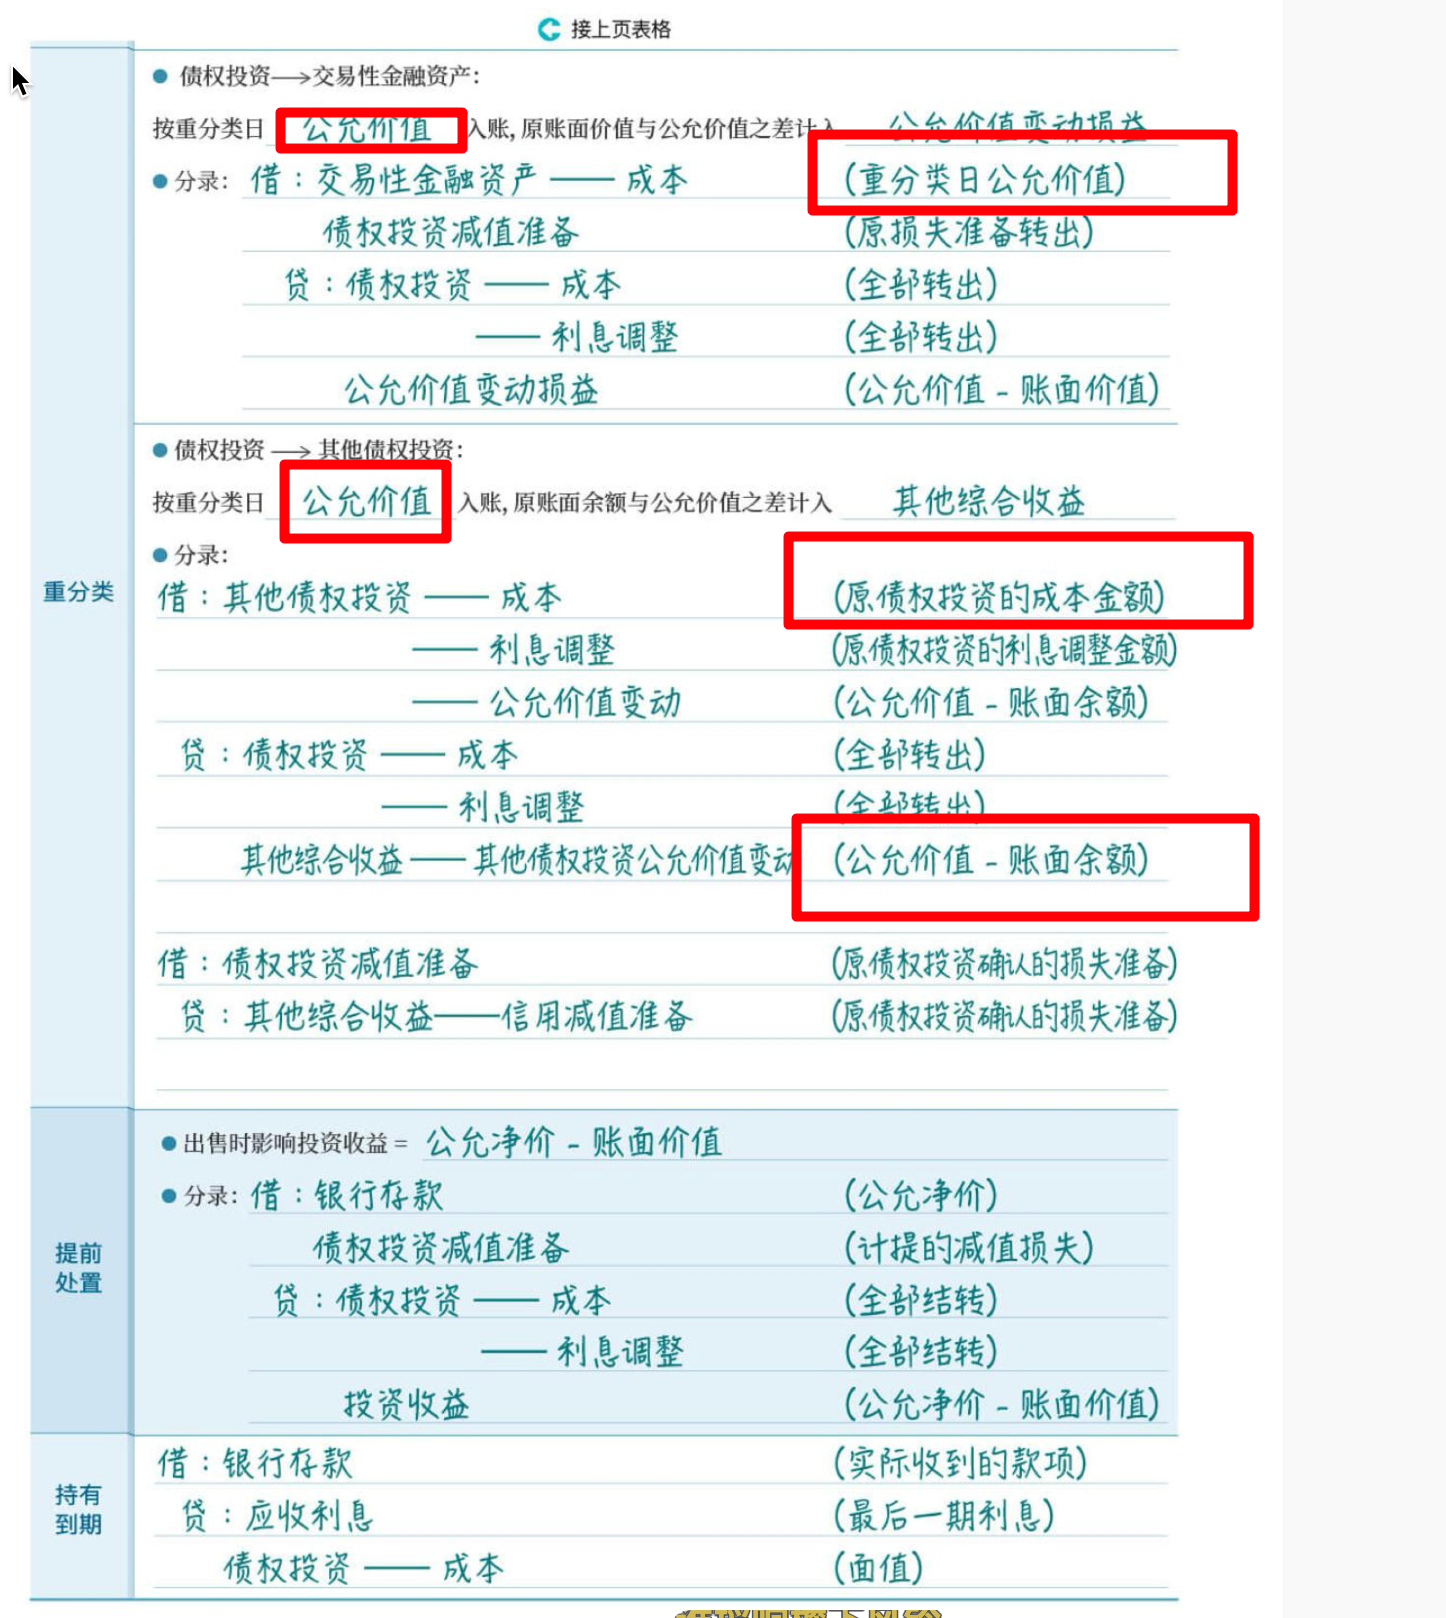 接上页表格
债权投资→交易性金融资产:
按重分类日 公允价值 入账,原账面价值与公允价值之差计入 公允价值变动损益
分录: 借：交易性金融资产 —— 成本 (重分类日公允价值)
债权投资减值准备 (原损失准备转出)
贷：债权投资 —— 成本 (全部转出)
—— 利息调整 (全部转出)
公允价值变动损益 (公允价值 - 账面价值)
重分类
债权投资 → 其他债权投资:
按重分类日 公允价值 入账,原账面余额与公允价值之差计入 其他综合收益
分录:
借：其他债权投资 —— 成本 (原债权投资的成本金额)
—— 利息调整 (原债权投资的利息调整金额)
—— 公允价值变动 (公允价值 - 账面余额)
贷：债权投资 —— 成本 (全部转出)
—— 利息调整 (全部转出)
其他综合收益 —— 其他债权投资公允价值变动 (公允价值 - 账面余额)
借：债权投资减值准备 (原债权投资确认的损失准备)
贷：其他综合收益——信用减值准备 (原债权投资确认的损失准备)
提前
处置
出售时影响投资收益 = 公允净价 - 账面价值
分录: 借：银行存款 (公允净价)
债权投资减值准备 (计提的减值损失)
贷：债权投资 —— 成本 (全部结转)
—— 利息调整 (全部结转)
投资收益 (公允净价 - 账面价值)
持有
到期
借：银行存款 (实际收到的款项)
贷：应收利息 (最后一期利息)
债权投资 —— 成本 (面值)